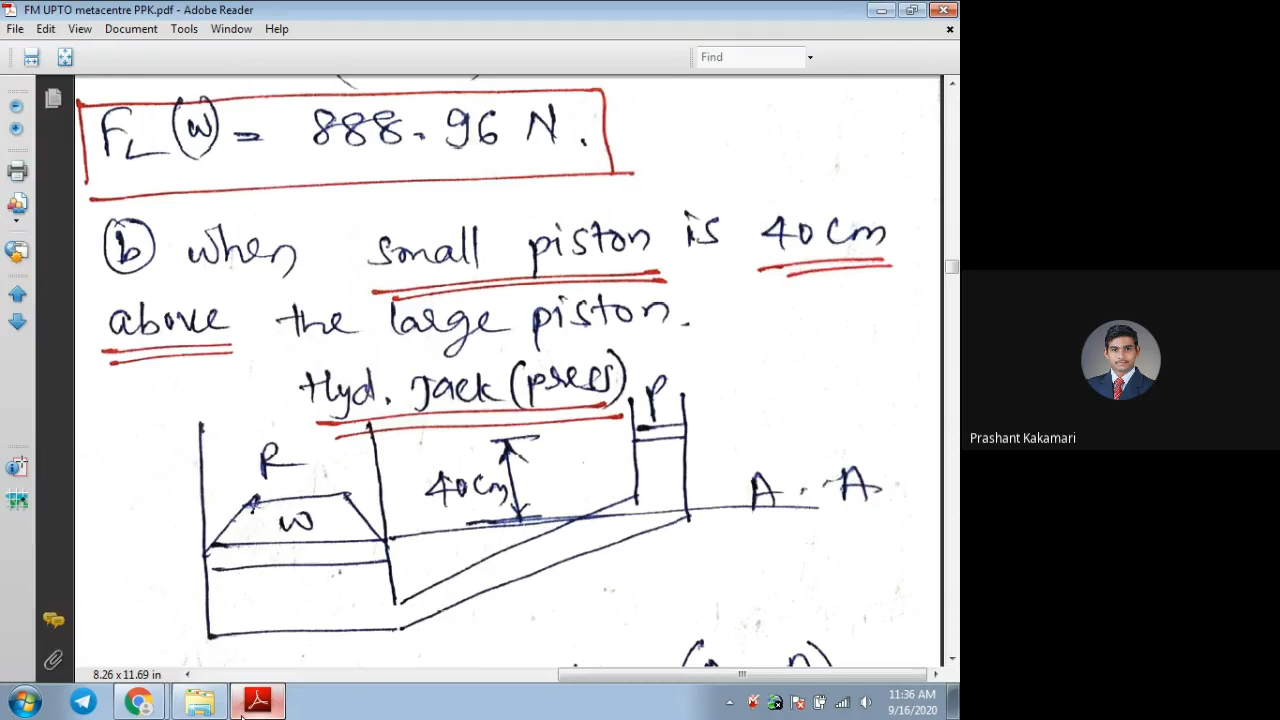 FM UPTO metacentre PPK.pdf - Adobe Reader
File Edit View Document Tools Window Help
Find
FL (W) = 888.96 N.
(b) when small piston is 40cm
above the large piston.
Hyd. Jack (press)
P
R
40cm
A - A
W
8.26 x 11.69 in
Prashant Kakamari
11:36 AM
9/16/2020